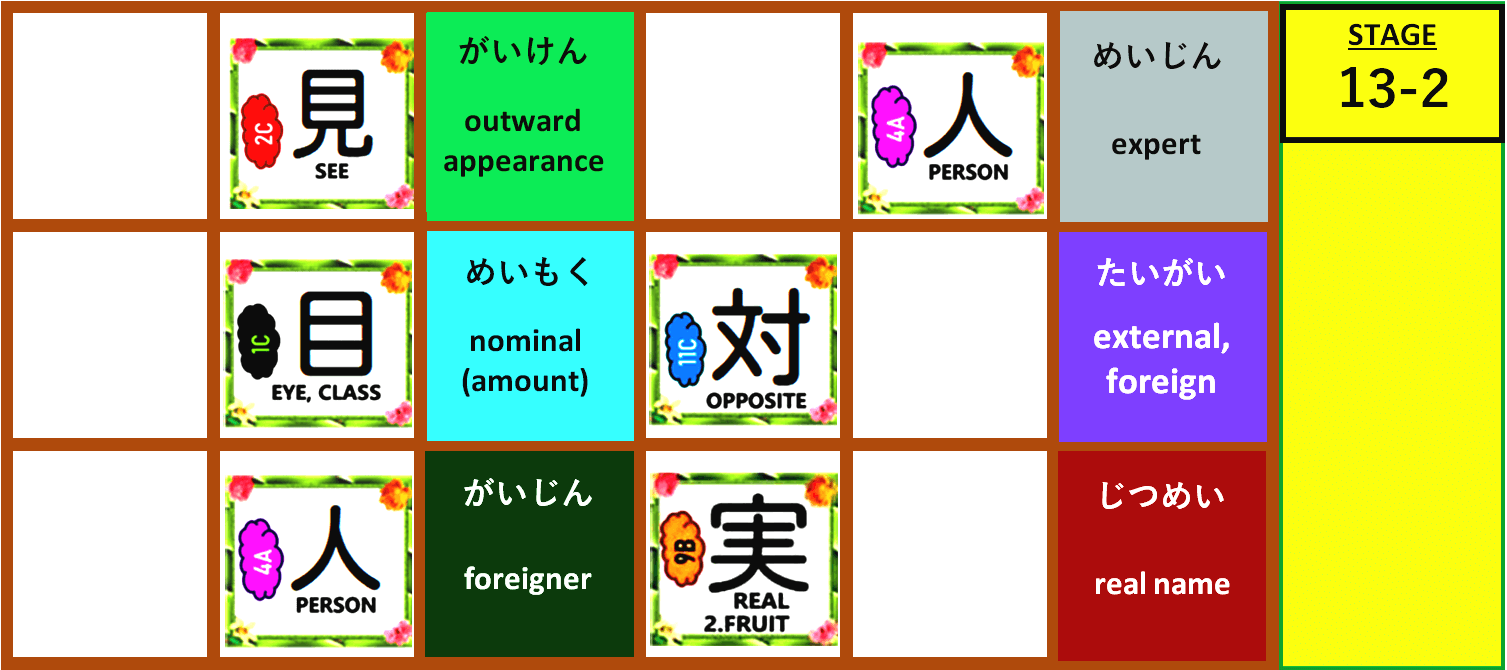 2C
見
SEE
がいけん
outward
appearance
4A
人
PERSON
めいじん
expert
STAGE
13-2
1C
目
EYE, CLASS
めいもく
nominal
(amount)
11C
対
OPPOSITE
たいがい
external,
foreign
4A
人
PERSON
がいじん
foreigner
9B
実
REAL
2.FRUIT
じつめい
real name